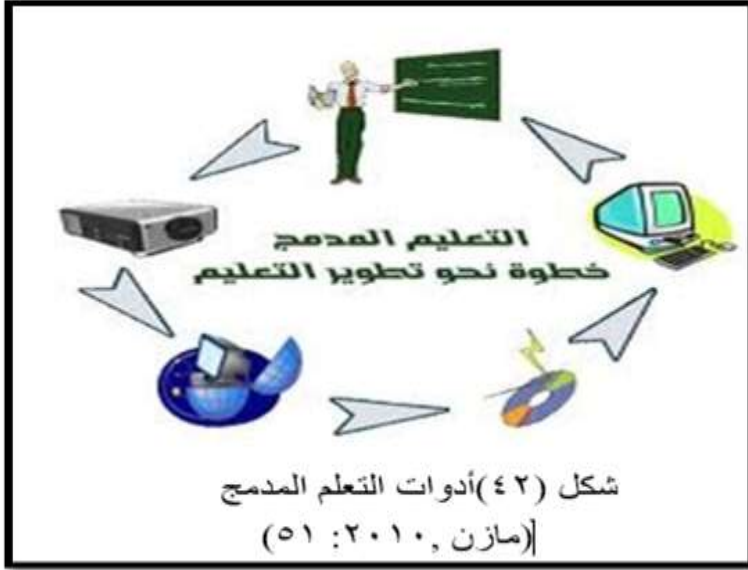 التعليم المدمج
خطوة نحو تطوير التعليم
شكل (٤٢)أدوات التعلم المدمج
(مازن ,٢٠١٠: ٥١)